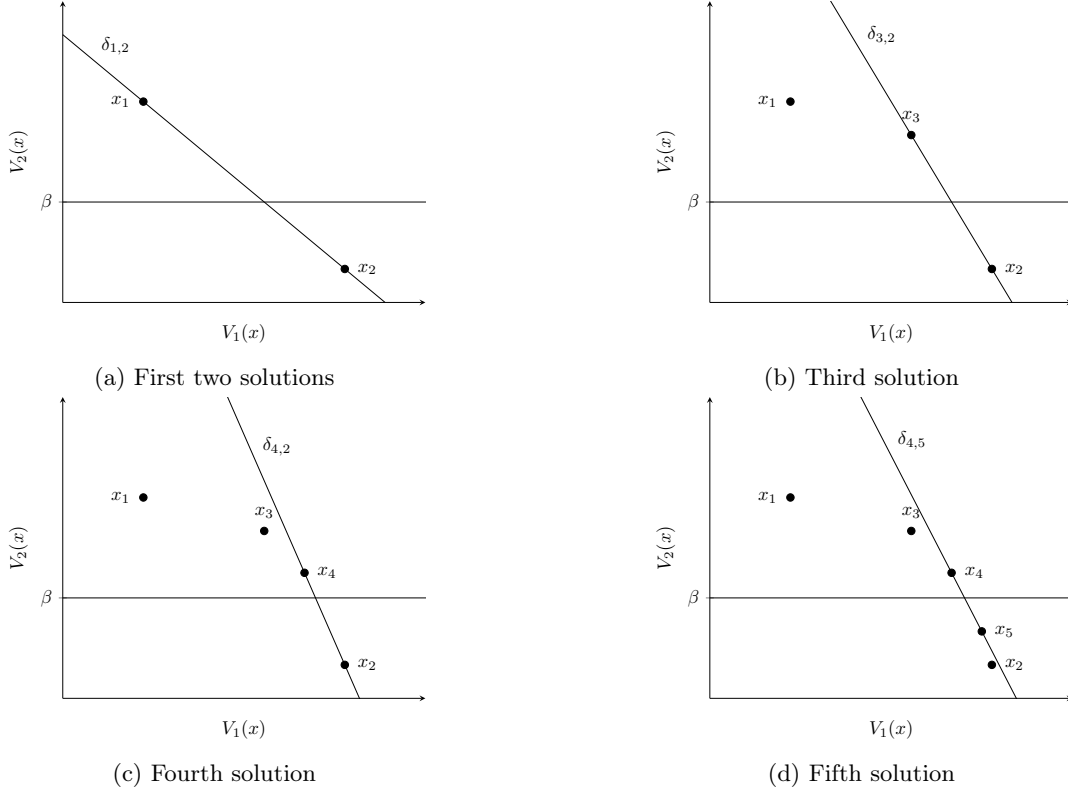 δ1,2
x1
V2(x)
β
x2
V1(x)
(a) First two solutions
δ3,2
x1
x3
V2(x)
β
x2
V1(x)
(b) Third solution
δ4,2
x1
x3
V2(x)
x4
β
x2
V1(x)
(c) Fourth solution
δ4,5
x1
x3
V2(x)
x4
β
x5
x2
V1(x)
(d) Fifth solution